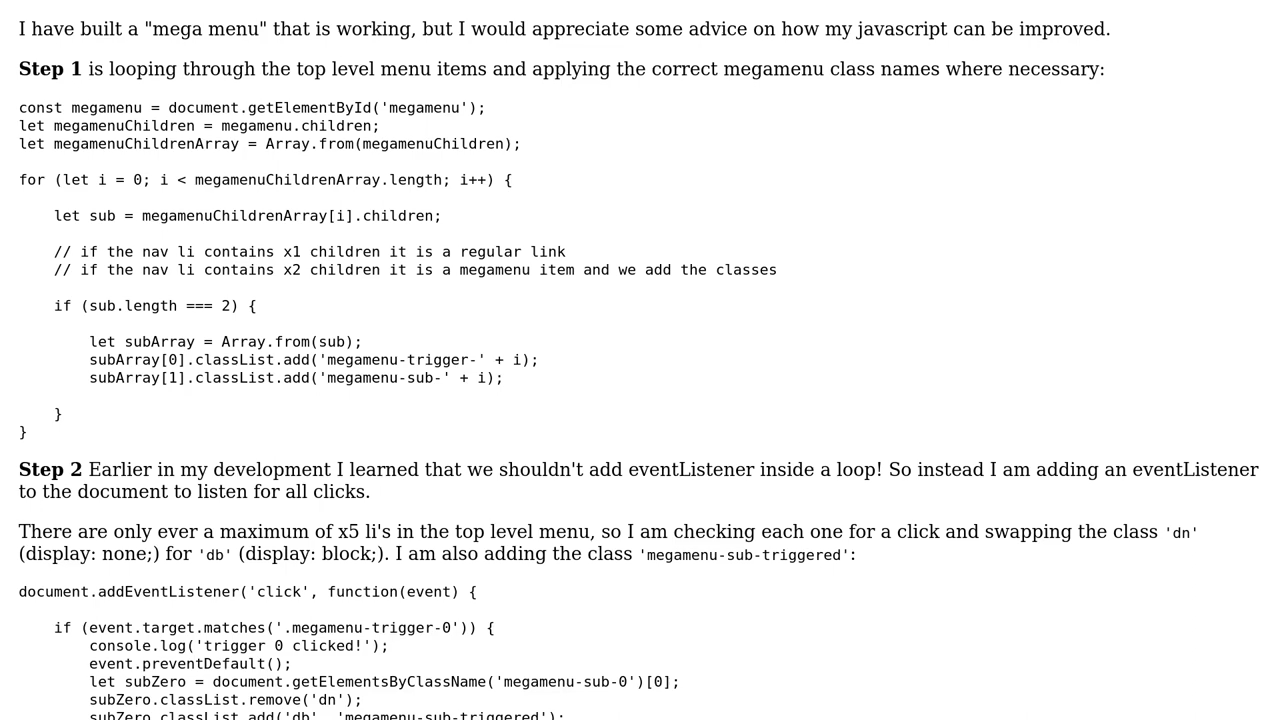 I have built a "mega menu" that is working, but I would appreciate some advice on how my javascript can be improved.
Step 1 is looping through the top level menu items and applying the correct megamenu class names where necessary:
const megamenu = document.getElementById('megamenu');
let megamenuChildren = megamenu.children;
let megamenuChildrenArray = Array.from(megamenuChildren);
for (let i = 0; i < megamenuChildrenArray.length; i++) {
    let sub = megamenuChildrenArray[i].children;
    // if the nav li contains x1 children it is a regular link
    // if the nav li contains x2 children it is a megamenu item and we add the classes
    if (sub.length === 2) {
        let subArray = Array.from(sub);
        subArray[0].classList.add('megamenu-trigger-' + i);
        subArray[1].classList.add('megamenu-sub-' + i);
    }
}
Step 2 Earlier in my development I learned that we shouldn't add eventListener inside a loop! So instead I am adding an eventListener
to the document to listen for all clicks.
There are only ever a maximum of x5 li's in the top level menu, so I am checking each one for a click and swapping the class 'dn'
(display: none;) for 'db' (display: block;). I am also adding the class 'megamenu-sub-triggered':
document.addEventListener('click', function(event) {
    if (event.target.matches('.megamenu-trigger-0')) {
        console.log('trigger 0 clicked!');
        event.preventDefault();
        let subZero = document.getElementsByClassName('megamenu-sub-0')[0];
        subZero.classList.remove('dn');
        subZero.classList.add('db', 'megamenu-sub-triggered');